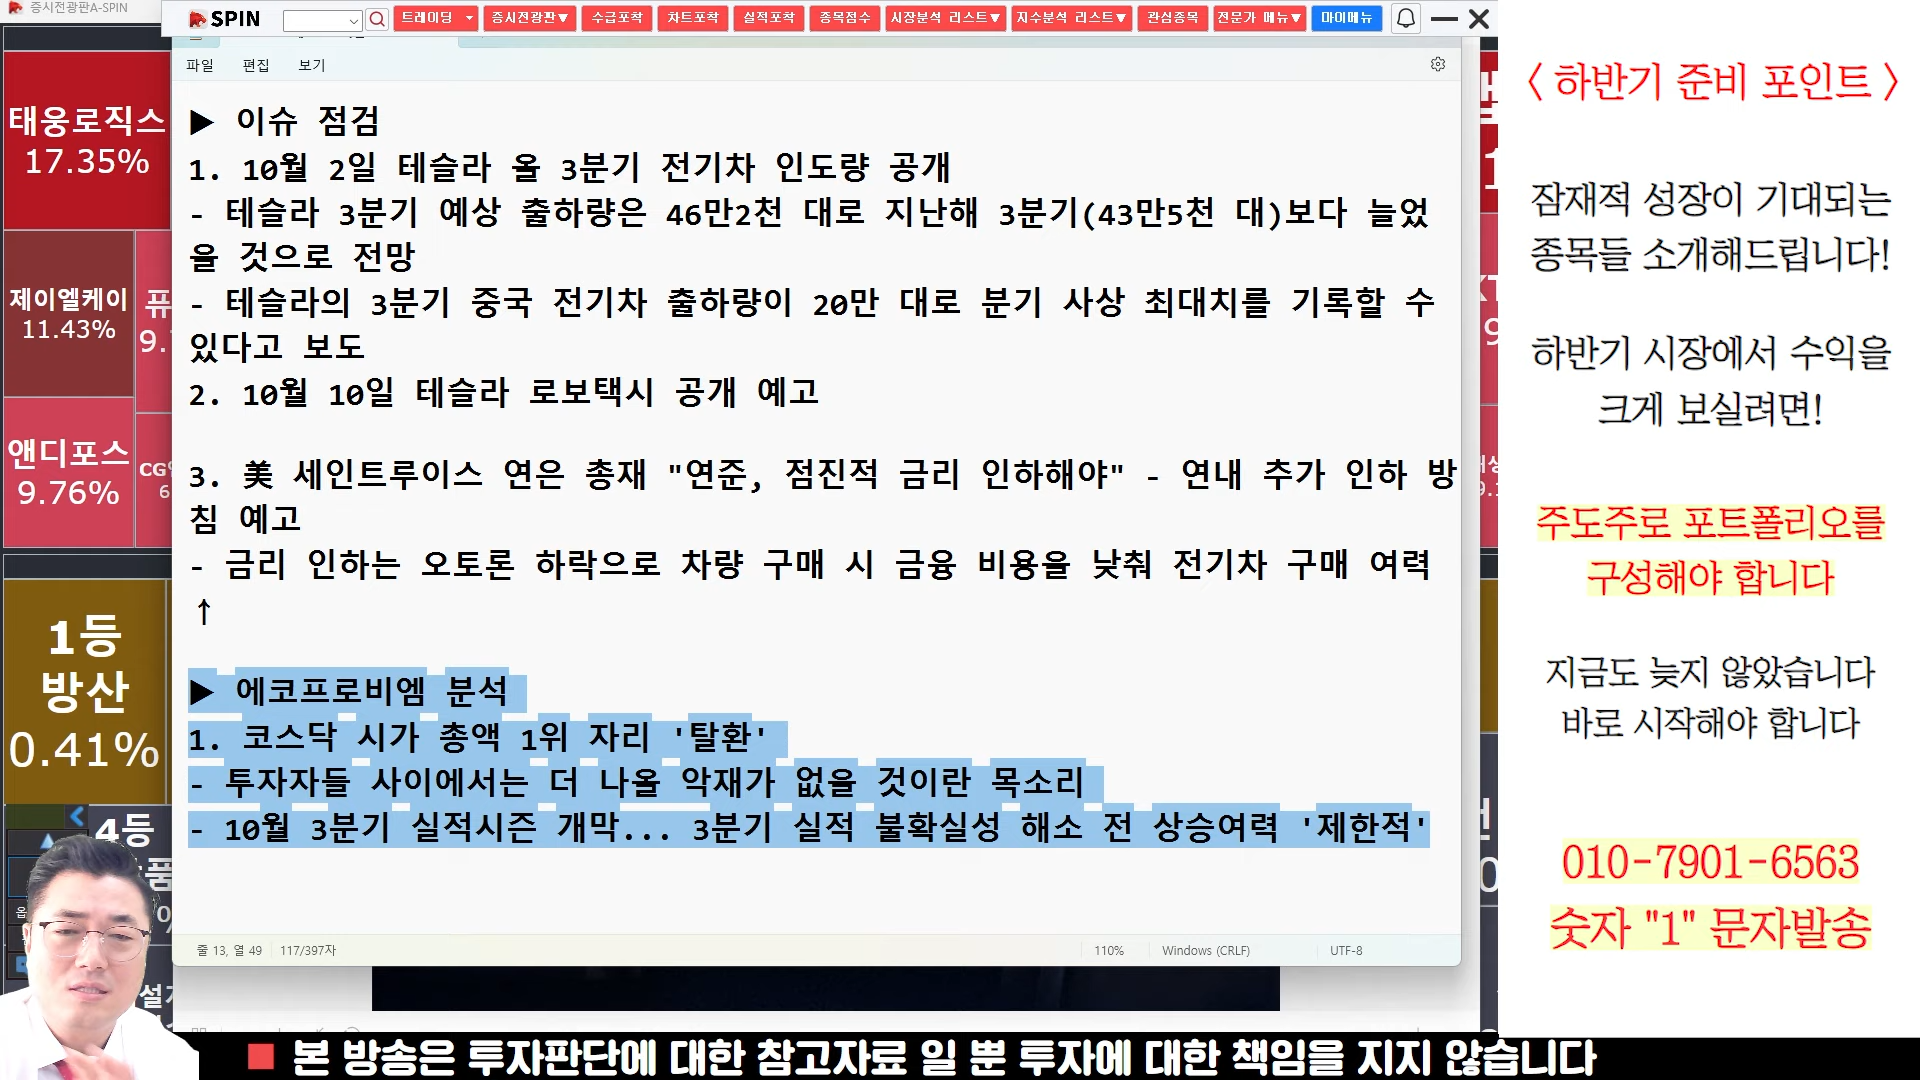 증시전광판A-SPIN
SPIN
트레이딩
증시전광판▼
수급포착
차트포착
실적포착
종목점수
시장분석 리스트▼
지수분석 리스트▼
관심종목
전문가 메뉴▼
마이메뉴
파일
편집
보기
▶ 이슈 점검
1. 10월 2일 테슬라 올 3분기 전기차 인도량 공개
- 테슬라 3분기 예상 출하량은 46만2천 대로 지난해 3분기(43만5천 대)보다 늘었
을 것으로 전망
- 테슬라의 3분기 중국 전기차 출하량이 20만 대로 분기 사상 최대치를 기록할 수
있다고 보도
2. 10월 10일 테슬라 로보택시 공개 예고
3. 美 세인트루이스 연은 총재 "연준, 점진적 금리 인하해야" - 연내 추가 인하 방
침 예고
- 금리 인하는 오토론 하락으로 차량 구매 시 금융 비용을 낮춰 전기차 구매 여력
↑
▶ 에코프로비엠 분석
1. 코스닥 시가 총액 1위 자리 '탈환'
- 투자자들 사이에서는 더 나올 악재가 없을 것이란 목소리
- 10월 3분기 실적시즌 개막... 3분기 실적 불확실성 해소 전 상승여력 '제한적'
줄 13, 열 49
117/397자
110%
Windows (CRLF)
UTF-8
태웅로직스
17.35%
제이엘케이
11.43%
앤디포스
9.76%
1등
방산
0.41%
4등
〈 하반기 준비 포인트 〉
잠재적 성장이 기대되는
종목들 소개해드립니다!
하반기 시장에서 수익을
크게 보실려면!
주도주로 포트폴리오를
구성해야 합니다
지금도 늦지 않았습니다
바로 시작해야 합니다
010-7901-6563
숫자 "1" 문자발송
본 방송은 투자판단에 대한 참고자료 일 뿐 투자에 대한 책임을 지지 않습니다